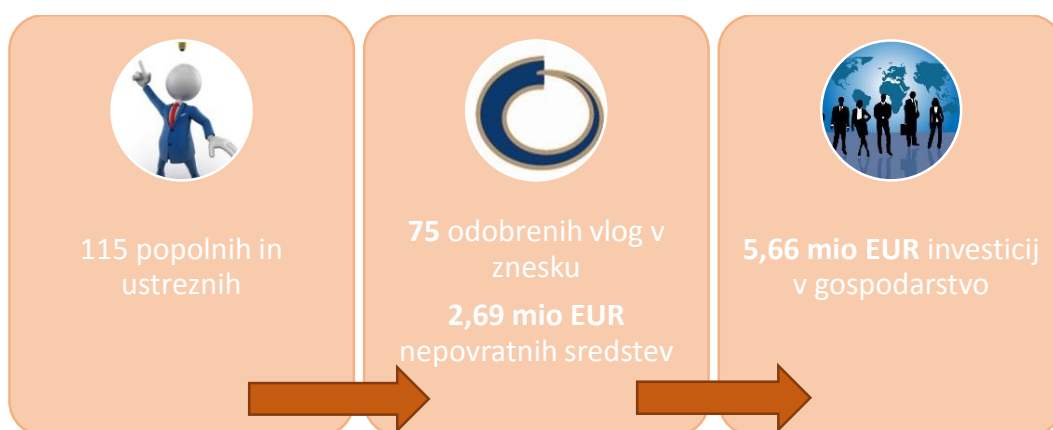 115 popolnih in
ustreznih
75 odobrenih vlog v
znesku
2,69 mio EUR
nepovratnih sredstev
5,66 mio EUR investicij
v gospodarstvo